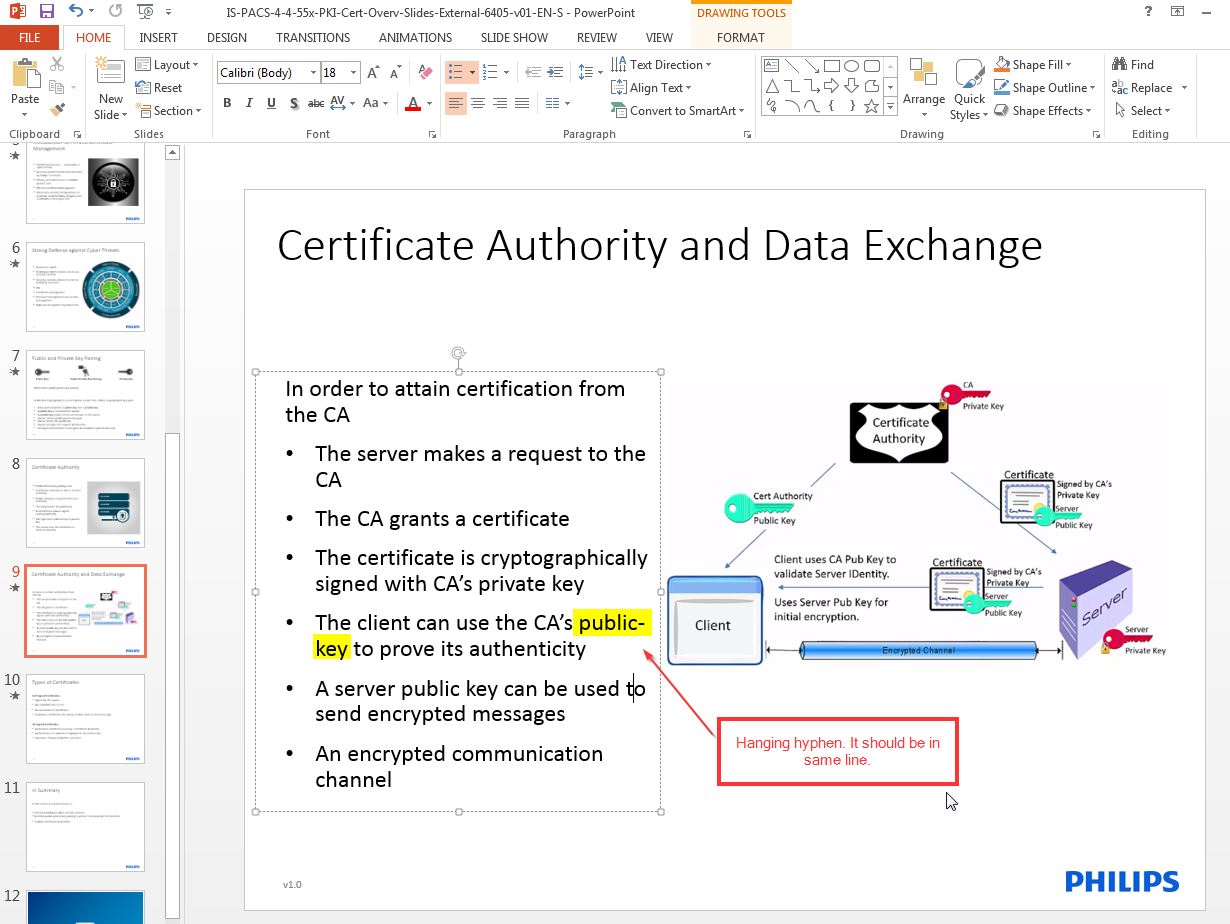 IS-PACS-4-4-55x-PKI-Cert-Overv-Slides-External-6405-v01-EN-S - PowerPoint
DRAWING TOOLS
FILE
HOME
INSERT
DESIGN
TRANSITIONS
ANIMATIONS
SLIDE SHOW
REVIEW
VIEW
FORMAT
Paste
Clipboard
New
Slide
Layout
Reset
Section
Slides
Calibri (Body)
18
B I U S abc AV Aa A
Font
Text Direction
Align Text
Convert to SmartArt
Paragraph
Arrange
Quick
Styles
Shape Fill
Shape Outline
Shape Effects
Drawing
Find
Replace
Select
Editing
Management
PHILIPS
6
Strong Defense against Cyber Threats
PHILIPS
7
Public and Private Key Pairing
PHILIPS
8
Certificate Authority
PHILIPS
9
Certificate Authority and Data Exchange
PHILIPS
10
Types of Certificates
PHILIPS
11
In Summary
PHILIPS
12
Certificate Authority and Data Exchange
In order to attain certification from
the CA
• The server makes a request to the
CA
• The CA grants a certificate
• The certificate is cryptographically
signed with CA’s private key
• The client can use the CA’s public-
key to prove its authenticity
• A server public key can be used to
send encrypted messages
• An encrypted communication
channel
CA
Private Key
Certificate
Authority
Certificate
Signed by CA's
Private Key
Server
Public Key
Cert Authority
Public Key
Client uses CA Pub Key to
validate Server IDentity.
Uses Server Pub Key for
initial encryption.
Certificate
Signed by CA's
Private Key
Server
Public Key
Client
Server
Server
Private Key
Encrypted Channel
Hanging hyphen. It should be in
same line.
v1.0
PHILIPS